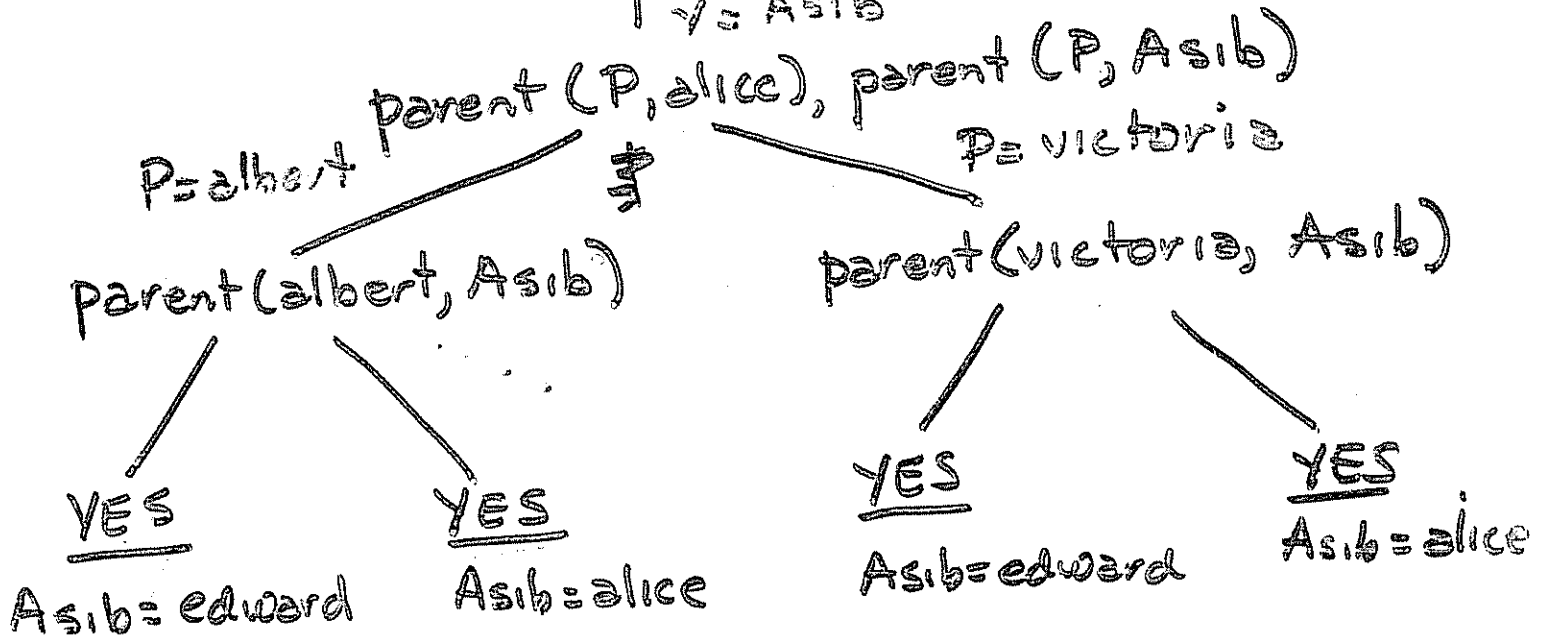 Y = Asib
parent (P, alice), parent (P, Asib)
P= albert
P= victoria
parent (albert, Asib)
parent (victoria, Asib)
YES
YES
YES
YES
Asib= edward
Asib= alice
Asib= edward
Asib= alice